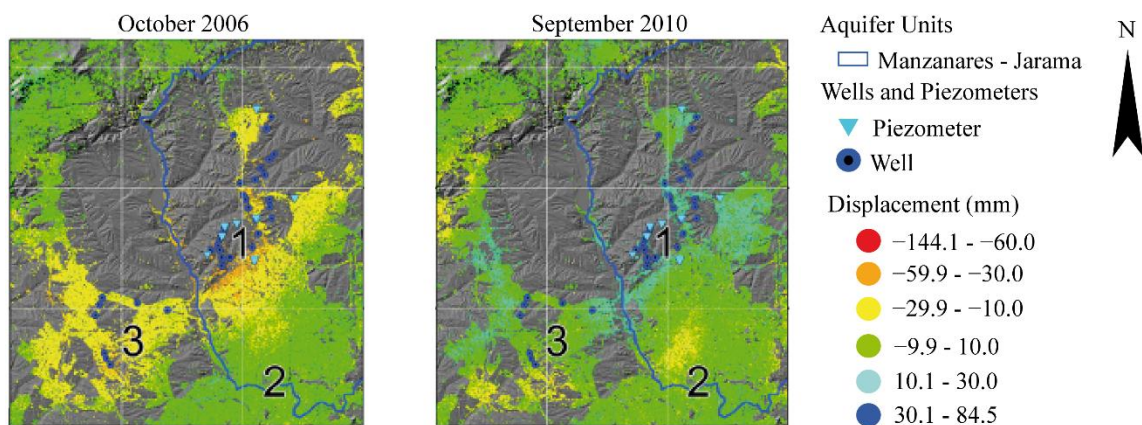 October 2006
September 2010
1
3
2
1
3
2
Aquifer Units
Manzanares - Jarama
Wells and Piezometers
Piezometer
Well
Displacement (mm)
−144.1 - −60.0
−59.9 - −30.0
−29.9 - −10.0
−9.9 - 10.0
10.1 - 30.0
30.1 - 84.5
N